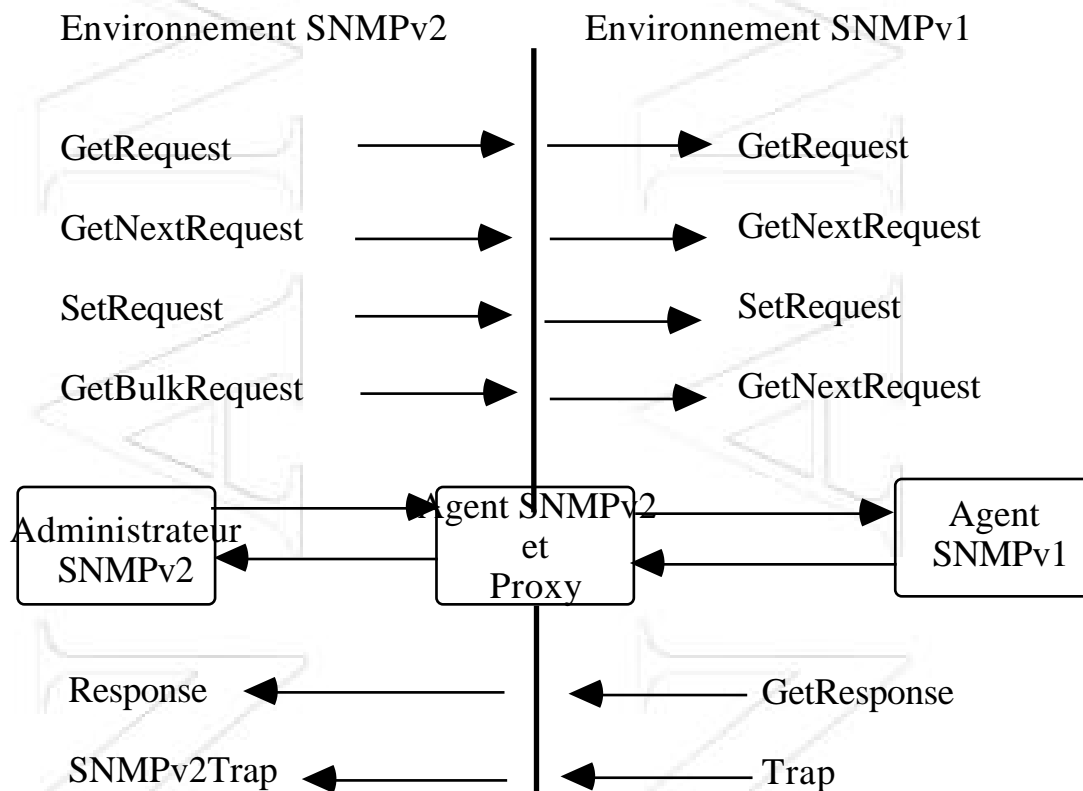 Environnement SNMPv2 Environnement SNMPv1
GetRequest GetRequest
GetNextRequest GetNextRequest
SetRequest SetRequest
GetBulkRequest GetNextRequest
Administrateur
SNMPv2
Agent SNMPv2
et
Proxy
Agent
SNMPv1
Response GetResponse
SNMPv2Trap Trap